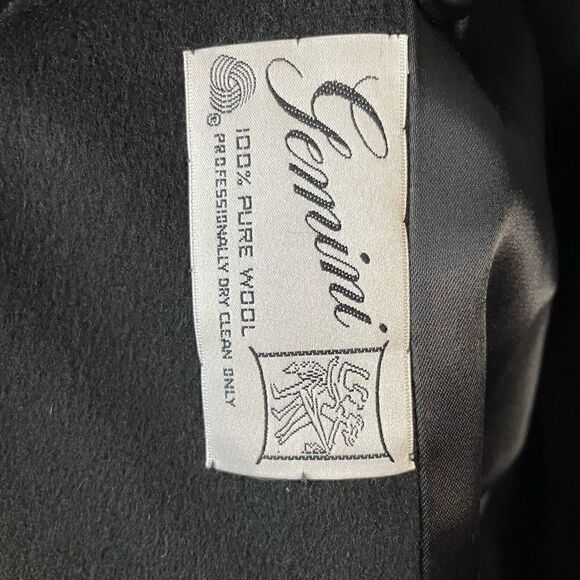 Gemini
100% PURE WOOL
® PROFESSIONALLY DRY CLEAN ONLY